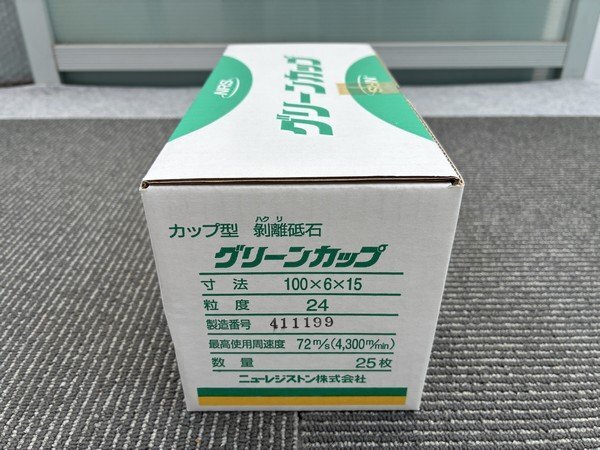 NRS
グリーンカップ
カップ型 剝離砥石
ハクリ
グリーンカップ
寸法 100×6×15
粒度 24
製造番号 411199
最高使用周速度 72m/s(4,300m/min)
数量 25枚
ニューレジストン株式会社